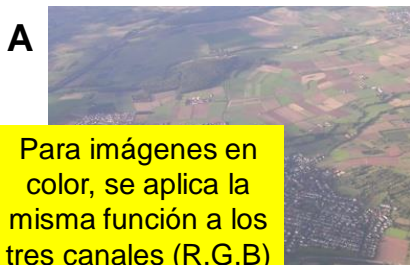 A
Para imágenes en
color, se aplica la
misma función a los
tres canales (R,G,B)